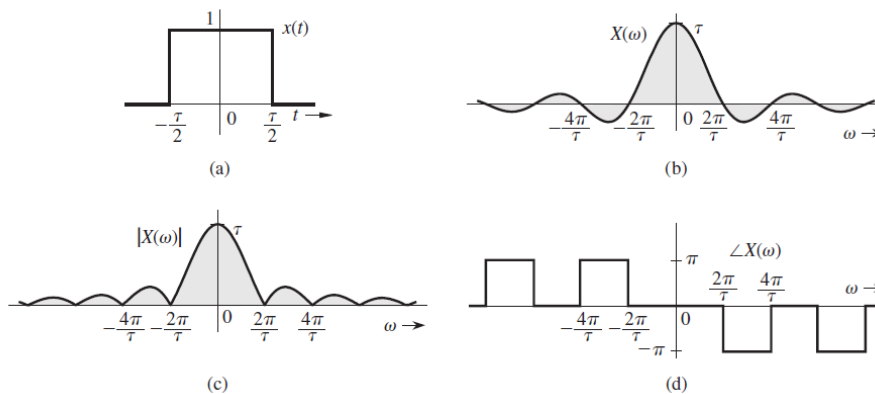 1
x(t)
−τ/2
0
τ/2
t →
(a)
X(ω)
τ
−4π/τ
−2π/τ
0
2π/τ
4π/τ
ω →
(b)
|X(ω)|
τ
−4π/τ
−2π/τ
0
2π/τ
4π/τ
ω →
(c)
π
∠X(ω)
2π/τ
4π/τ
ω →
−4π/τ
−2π/τ
0
−π
(d)